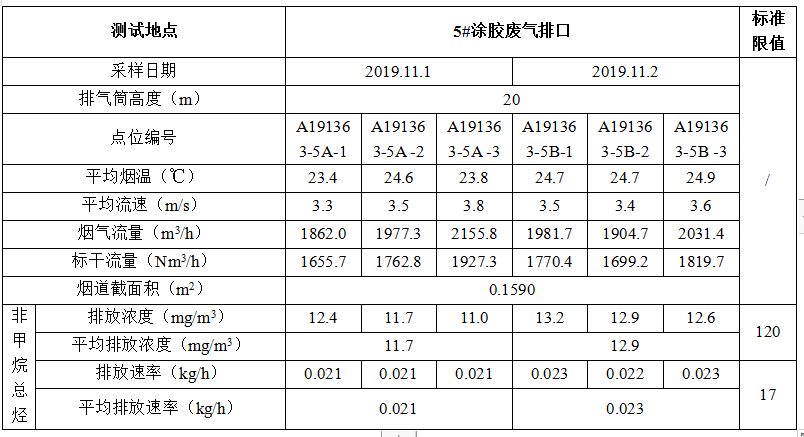 测试地点 5#涂胶废气排口 标准限值
采样日期 2019.11.1 2019.11.2 /
排气筒高度（m） 20
点位编号 A191363-5A-1 A191363-5A -2 A191363-5A -3 A191363-5B-1 A191363-5B-2 A191363-5B -3
平均烟温（℃） 23.4 24.6 23.8 24.7 24.7 24.9
平均流速（m/s） 3.3 3.5 3.8 3.5 3.4 3.6
烟气流量（m³/h） 1862.0 1977.3 2155.8 1981.7 1904.7 2031.4
标干流量（Nm³/h） 1655.7 1762.8 1927.3 1770.4 1699.2 1819.7
烟道截面积（m²） 0.1590
非甲烷总烃 排放浓度（mg/m³） 12.4 11.7 11.0 13.2 12.9 12.6 120
平均排放浓度（mg/m³） 11.7 12.9
排放速率（kg/h） 0.021 0.021 0.021 0.023 0.022 0.023 17
平均排放速率（kg/h） 0.021 0.023